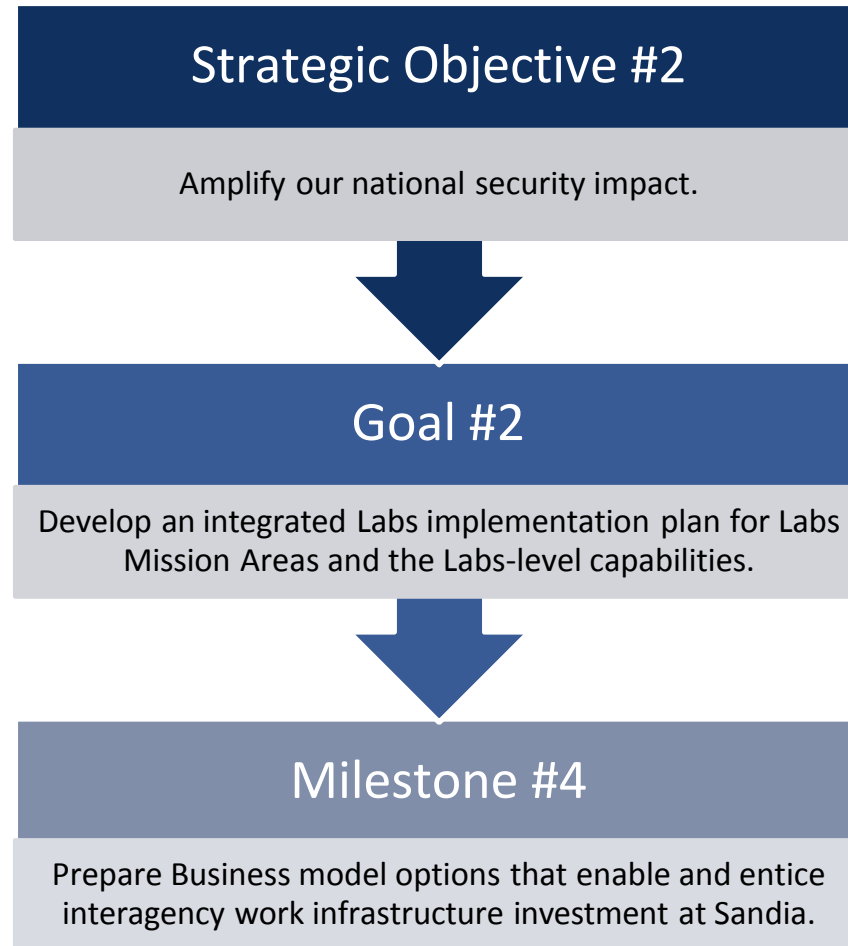 Strategic Objective #2
Amplify our national security impact.
Goal #2
Develop an integrated Labs implementation plan for Labs
Mission Areas and the Labs-level capabilities.
Milestone #4
Prepare Business model options that enable and entice
interagency work infrastructure investment at Sandia.